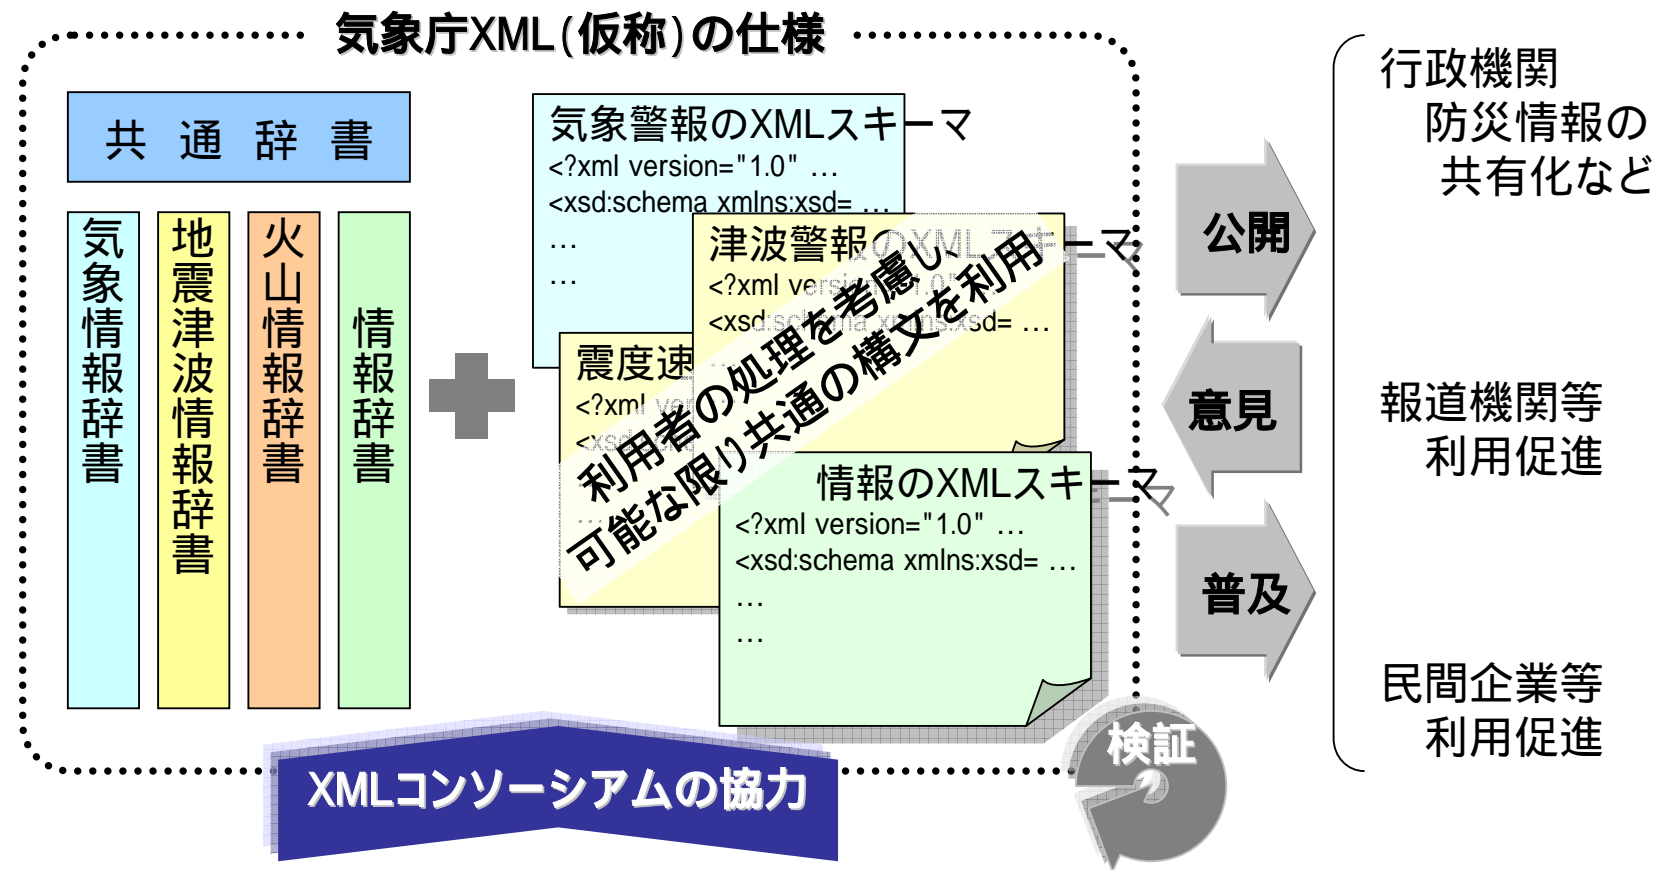 気象庁XML(仮称)の仕様
共通辞書
気象情報辞書
地震津波情報辞書
火山情報辞書
情報辞書
気象警報のXMLスキーマ
<?xml version="1.0" …
<xsd:schema xmlns:xsd= …
…
…
津波警報のXMLスキーマ
<?xml version="1.0" …
<xsd:schema xmlns:xsd= …
震度速
<?xml ver
<xsd:sche
…
利用者の処理を考慮し、
可能な限り共通の構文を利用
情報のXMLスキーマ
<?xml version="1.0" …
<xsd:schema xmlns:xsd= …
…
…
XMLコンソーシアムの協力
検証
公開
意見
普及
行政機関
防災情報の
共有化など
報道機関等
利用促進
民間企業等
利用促進